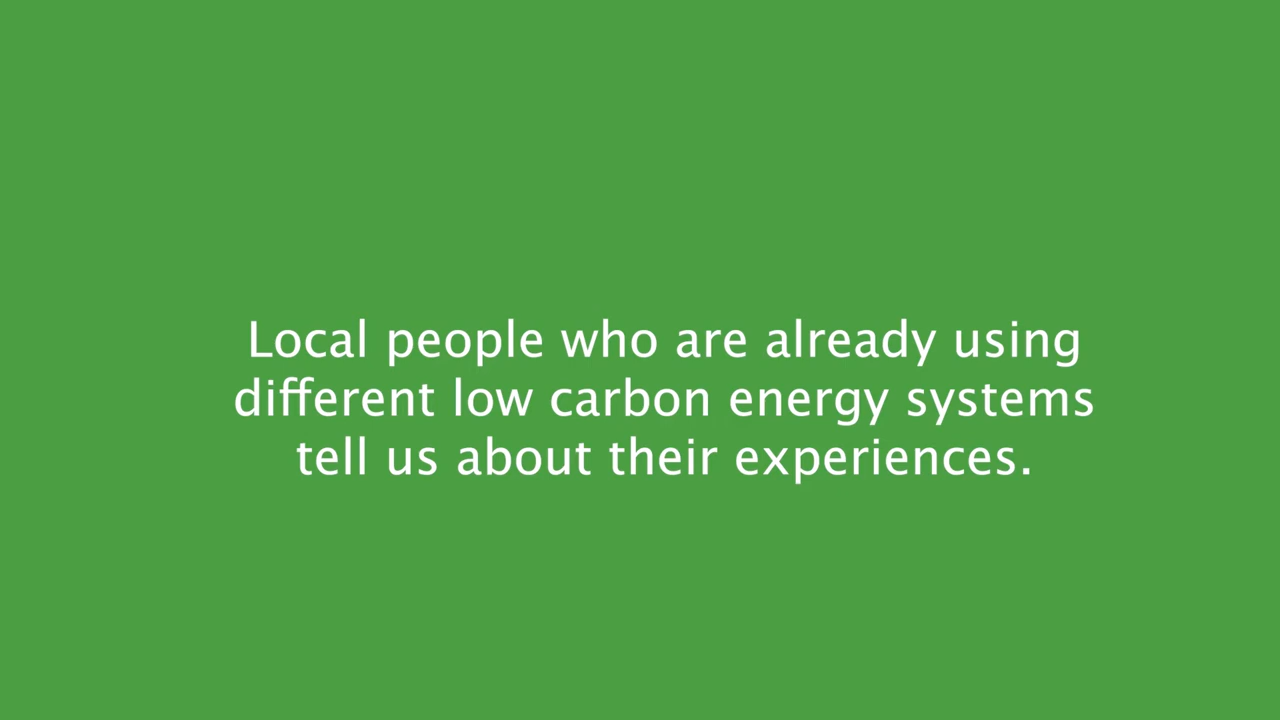 Local people who are already using
different low carbon energy systems
tell us about their experiences.